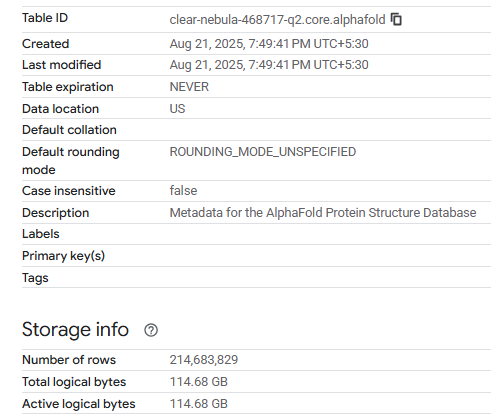 Table ID clear-nebula-468717-q2.core.alphafold
Created Aug 21, 2025, 7:49:41 PM UTC+5:30
Last modified Aug 21, 2025, 7:49:41 PM UTC+5:30
Table expiration NEVER
Data location US
Default collation
Default rounding mode ROUNDING_MODE_UNSPECIFIED
Case insensitive false
Description Metadata for the AlphaFold Protein Structure Database
Labels
Primary key(s)
Tags
Storage info ?
Number of rows 214,683,829
Total logical bytes 114.68 GB
Active logical bytes 114.68 GB